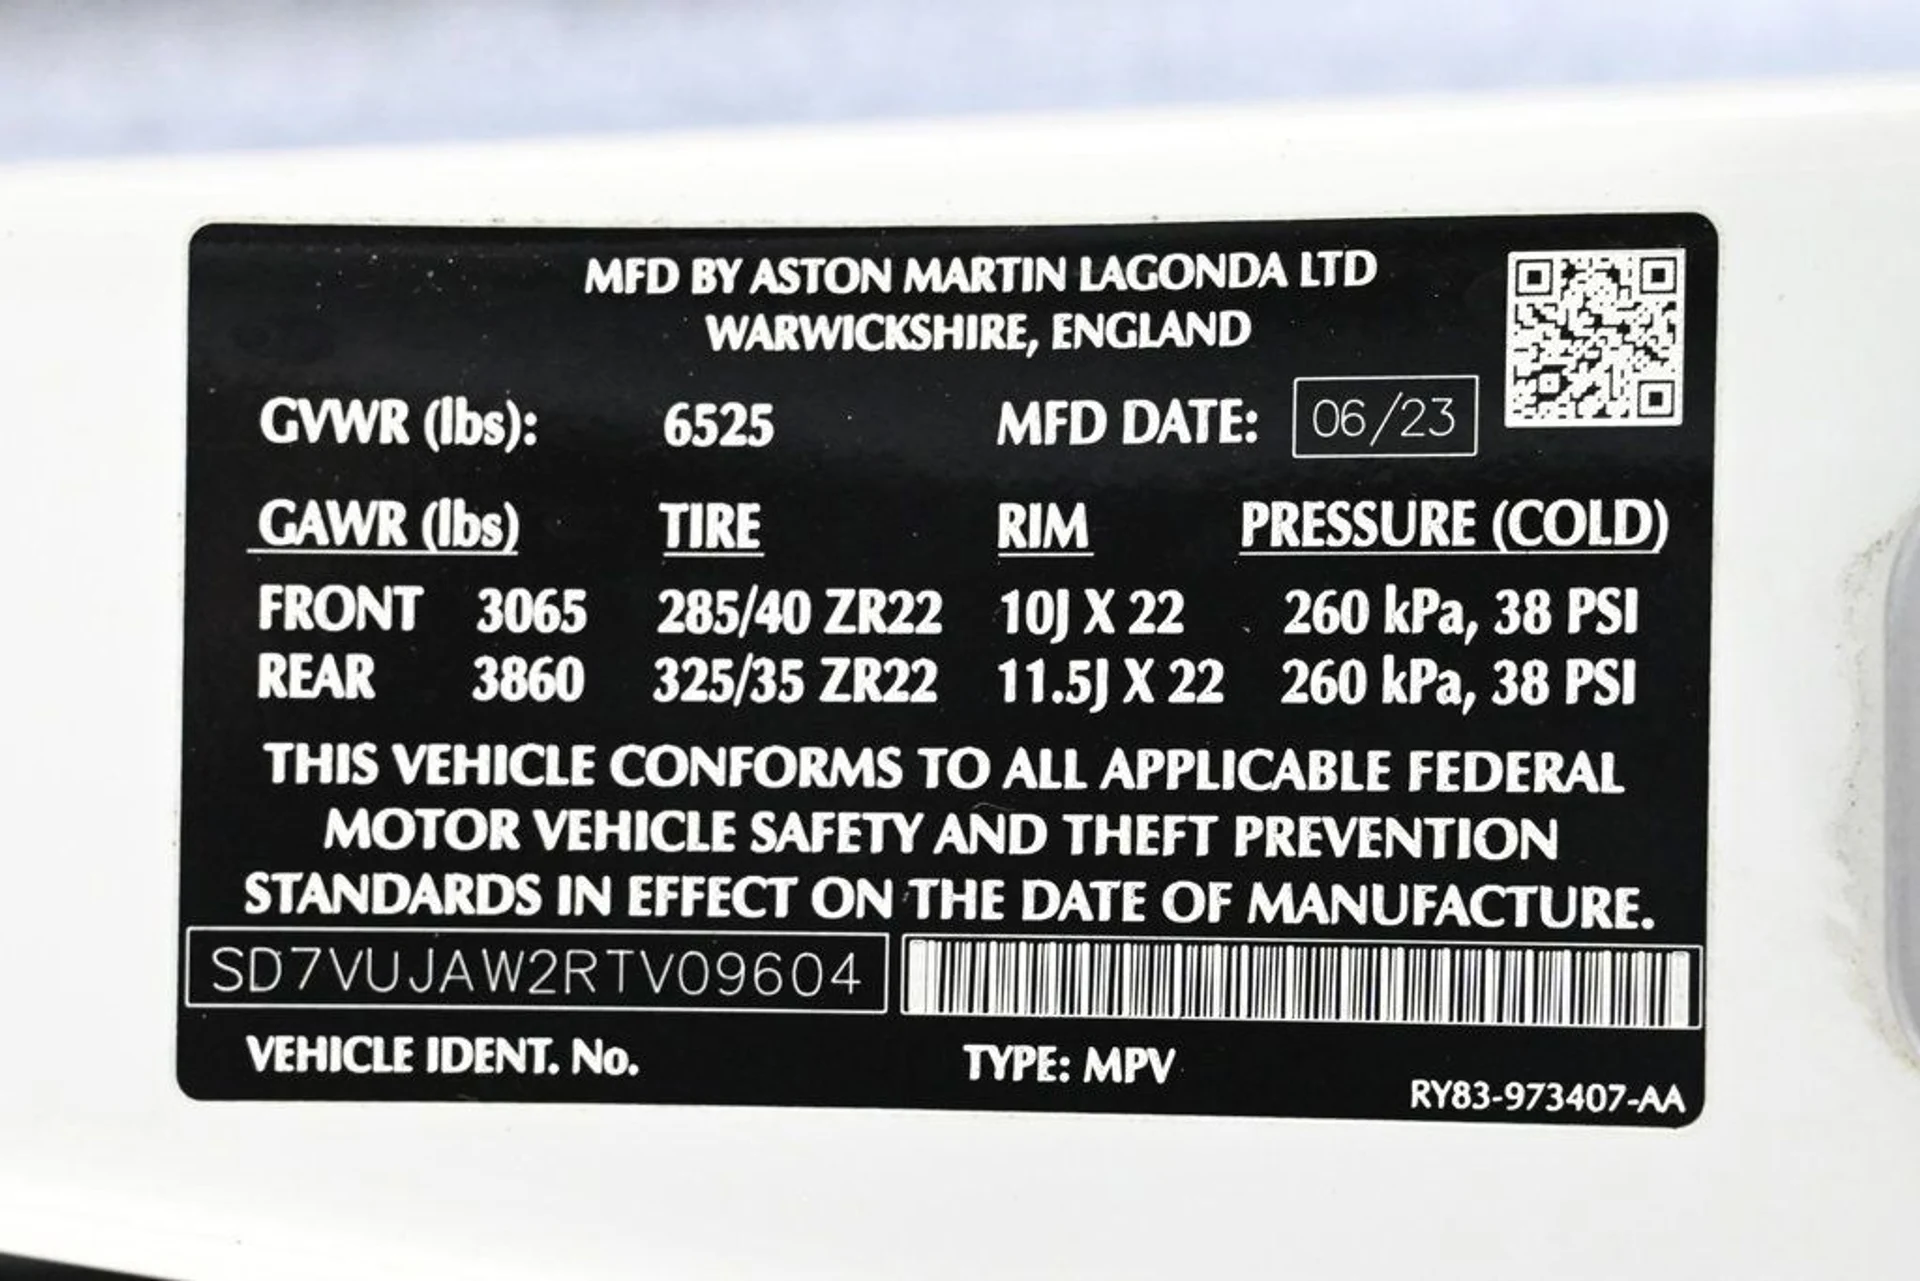 MFD BY ASTON MARTIN LAGONDA LTD
WARWICKSHIRE, ENGLAND
GVWR (lbs): 6525 MFD DATE: 06/23
GAWR (lbs) TIRE RIM PRESSURE (COLD)
FRONT 3065 285/40 ZR22 10J X 22 260 kPa, 38 PSI
REAR 3860 325/35 ZR22 11.5J X 22 260 kPa, 38 PSI
THIS VEHICLE CONFORMS TO ALL APPLICABLE FEDERAL
MOTOR VEHICLE SAFETY AND THEFT PREVENTION
STANDARDS IN EFFECT ON THE DATE OF MANUFACTURE.
SD7VUJAW2RTV09604
VEHICLE IDENT. No. TYPE: MPV
RY83-973407-AA